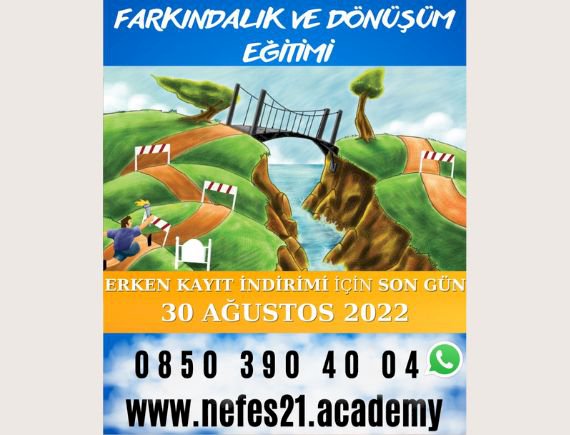 FARKINDALIK VE DÖNÜŞÜM
EĞİTİMİ
ERKEN KAYIT İNDİRİMİ İÇİN SON GÜN
30 AĞUSTOS 2022
0850 390 40 04
www.nefes21.academy